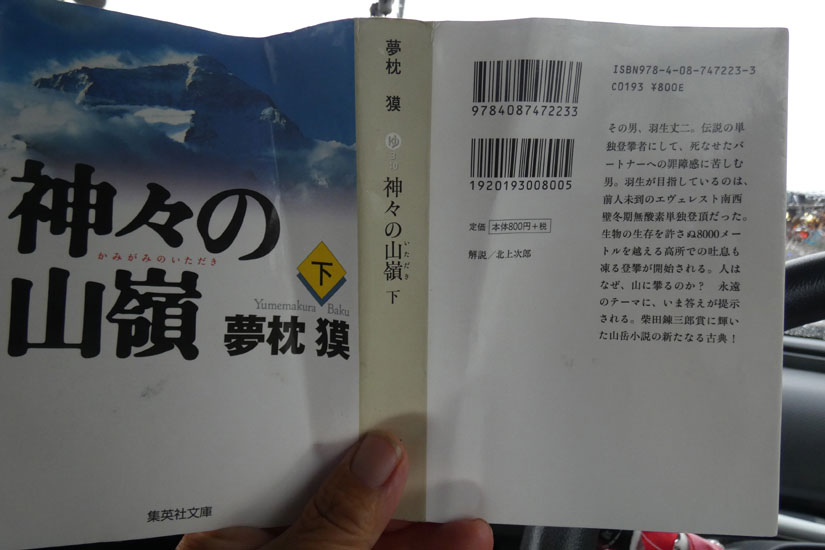 神々の
かみがみのいただき
山嶺
下
Yumemakura Baku
夢枕 獏
集英社文庫
夢枕 獏
ゆ
神々の山嶺 下
いただき
9784087472233
1920193008005
ISBN978-4-08-747223-3
C0193 ¥800E
定価 本体800円+税
解説/北上次郎
その男、羽生丈二。伝説の単
独登攀者にして、死なせたパ
ートナーへの罪障感に苦しむ
男。羽生が目指しているのは、
前人未到のエヴェレスト南西
壁冬期無酸素単独登頂だった。
生物の生存を許さぬ8000メー
トルを越える高所での吐息も
凍る登攀が開始される。人は
なぜ、山に攀るのか? 永遠
のテーマに、いま答えが提示
される。柴田錬三郎賞に輝い
た山岳小説の新たなる古典!